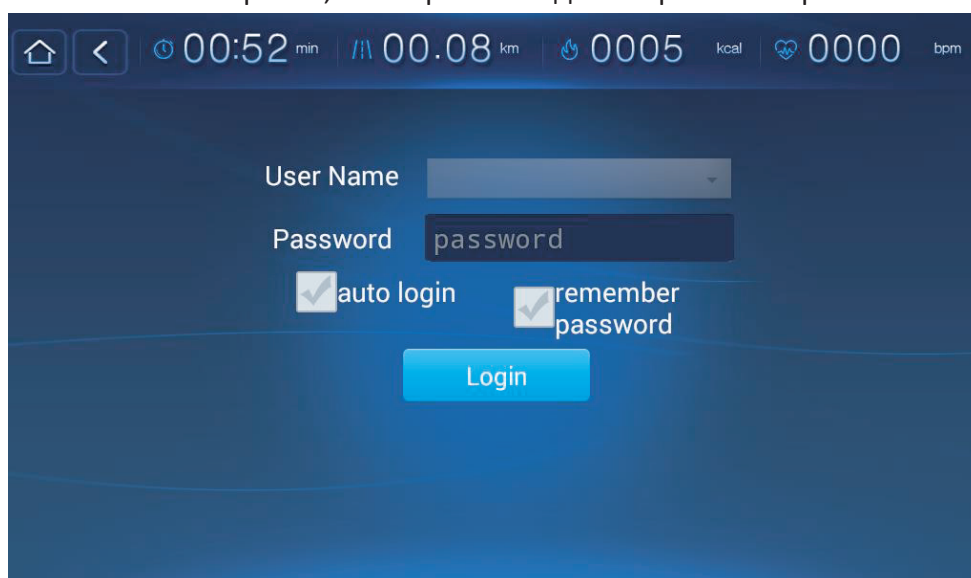 00:52 min 00.08 km 0005 kcal 0000 bpm
User Name
Password password
auto login remember
password
Login